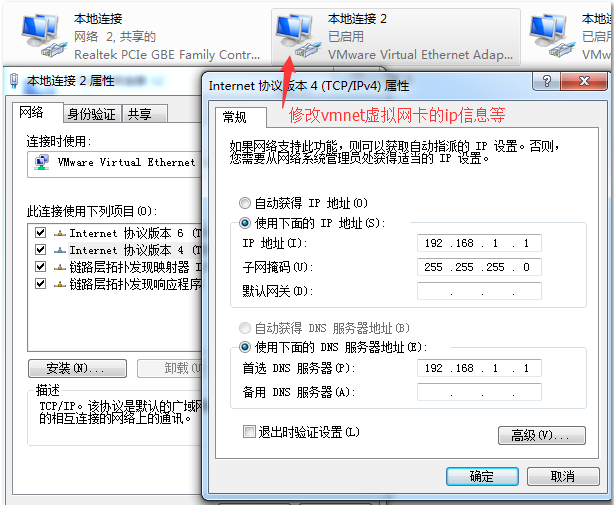 本地连接
网络 2, 共享的
Realtek PCIe GBE Family Contr...
本地连接 2
已启用
VMware Virtual Ethernet Adap...
本地连接
已启用
VMware
本地连接 2 属性
网络
身份验证
共享
连接时使用:
VMware Virtual Ethernet
此连接使用下列项目(O):
Internet 协议版本 6 (T
Internet 协议版本 4 (T
链路层拓扑发现映射器 I
链路层拓扑发现响应程序
安装(N)...
卸载(U
描述
TCP/IP。该协议是默认的广域网
的相互连接的网络上的通讯。
Internet 协议版本 4 (TCP/IPv4) 属性
常规
修改vmnet虚拟网卡的ip信息等
如果网络支持此功能，则可以获取自动指派的 IP 设置。否则，
您需要从网络系统管理员处获得适当的 IP 设置。
自动获得 IP 地址(O)
使用下面的 IP 地址(S):
IP 地址(I): 192 .168 . 1 . 1
子网掩码(U): 255 .255 .255 . 0
默认网关(D): . . .
自动获得 DNS 服务器地址(B)
使用下面的 DNS 服务器地址(E):
首选 DNS 服务器(P): 192 .168 . 1 . 1
备用 DNS 服务器(A): . . .
退出时验证设置(L)
高级(V)...
确定
取消